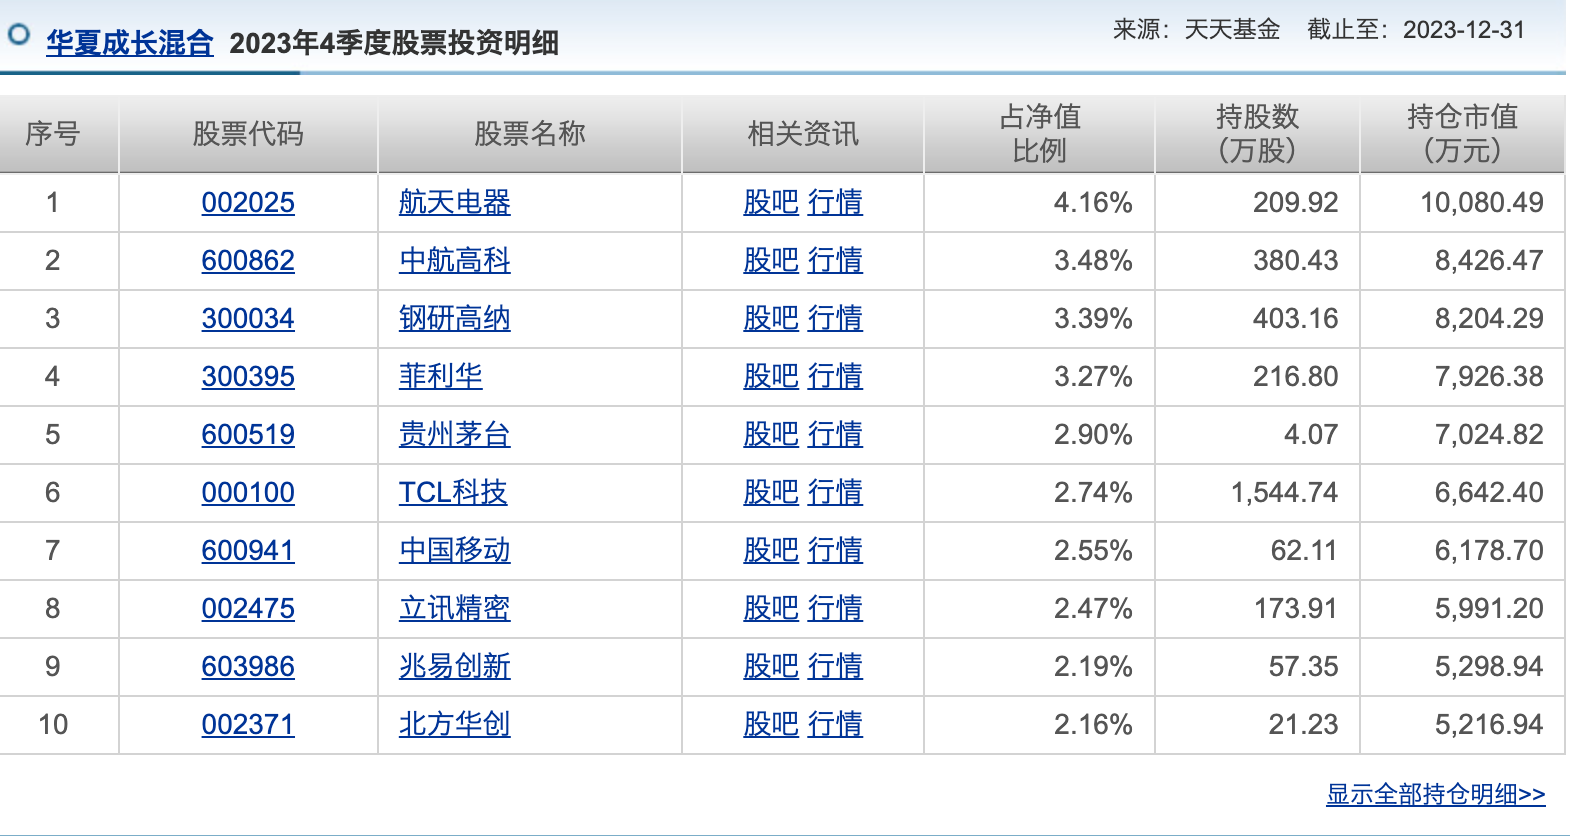 华夏成长混合 2023年4季度股票投资明细 来源：天天基金 截止至：2023-12-31
序号 股票代码 股票名称 相关资讯 占净值比例 持股数（万股） 持仓市值（万元）
1 002025 航天电器 股吧 行情 4.16% 209.92 10,080.49
2 600862 中航高科 股吧 行情 3.48% 380.43 8,426.47
3 300034 钢研高纳 股吧 行情 3.39% 403.16 8,204.29
4 300395 菲利华 股吧 行情 3.27% 216.80 7,926.38
5 600519 贵州茅台 股吧 行情 2.90% 4.07 7,024.82
6 000100 TCL科技 股吧 行情 2.74% 1,544.74 6,642.40
7 600941 中国移动 股吧 行情 2.55% 62.11 6,178.70
8 002475 立讯精密 股吧 行情 2.47% 173.91 5,991.20
9 603986 兆易创新 股吧 行情 2.19% 57.35 5,298.94
10 002371 北方华创 股吧 行情 2.16% 21.23 5,216.94
显示全部持仓明细>>